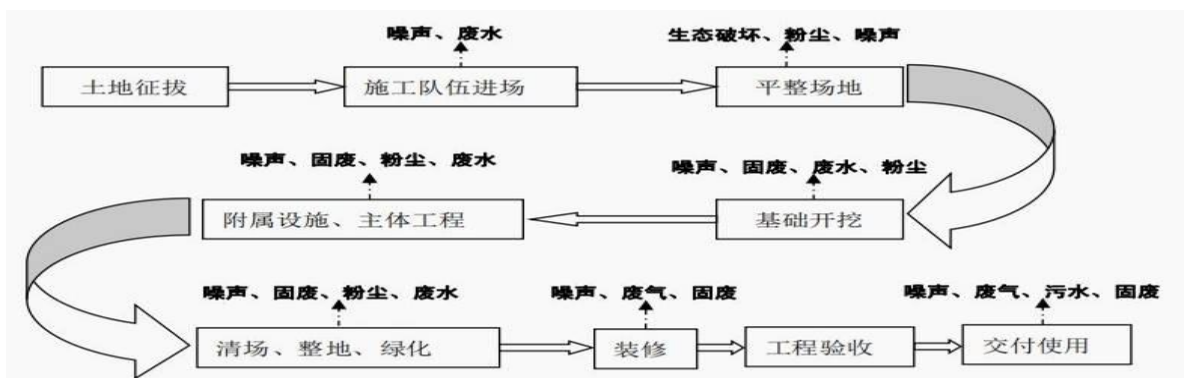 噪声、废水
生态破坏、粉尘、噪声
土地征拔
施工队伍进场
平整场地
噪声、固废、粉尘、废水
噪声、固废、废水、粉尘
附属设施、主体工程
基础开挖
噪声、固废、粉尘、废水
噪声、废气、固废
噪声、废气、污水、固废
清场、整地、绿化
装修
工程验收
交付使用